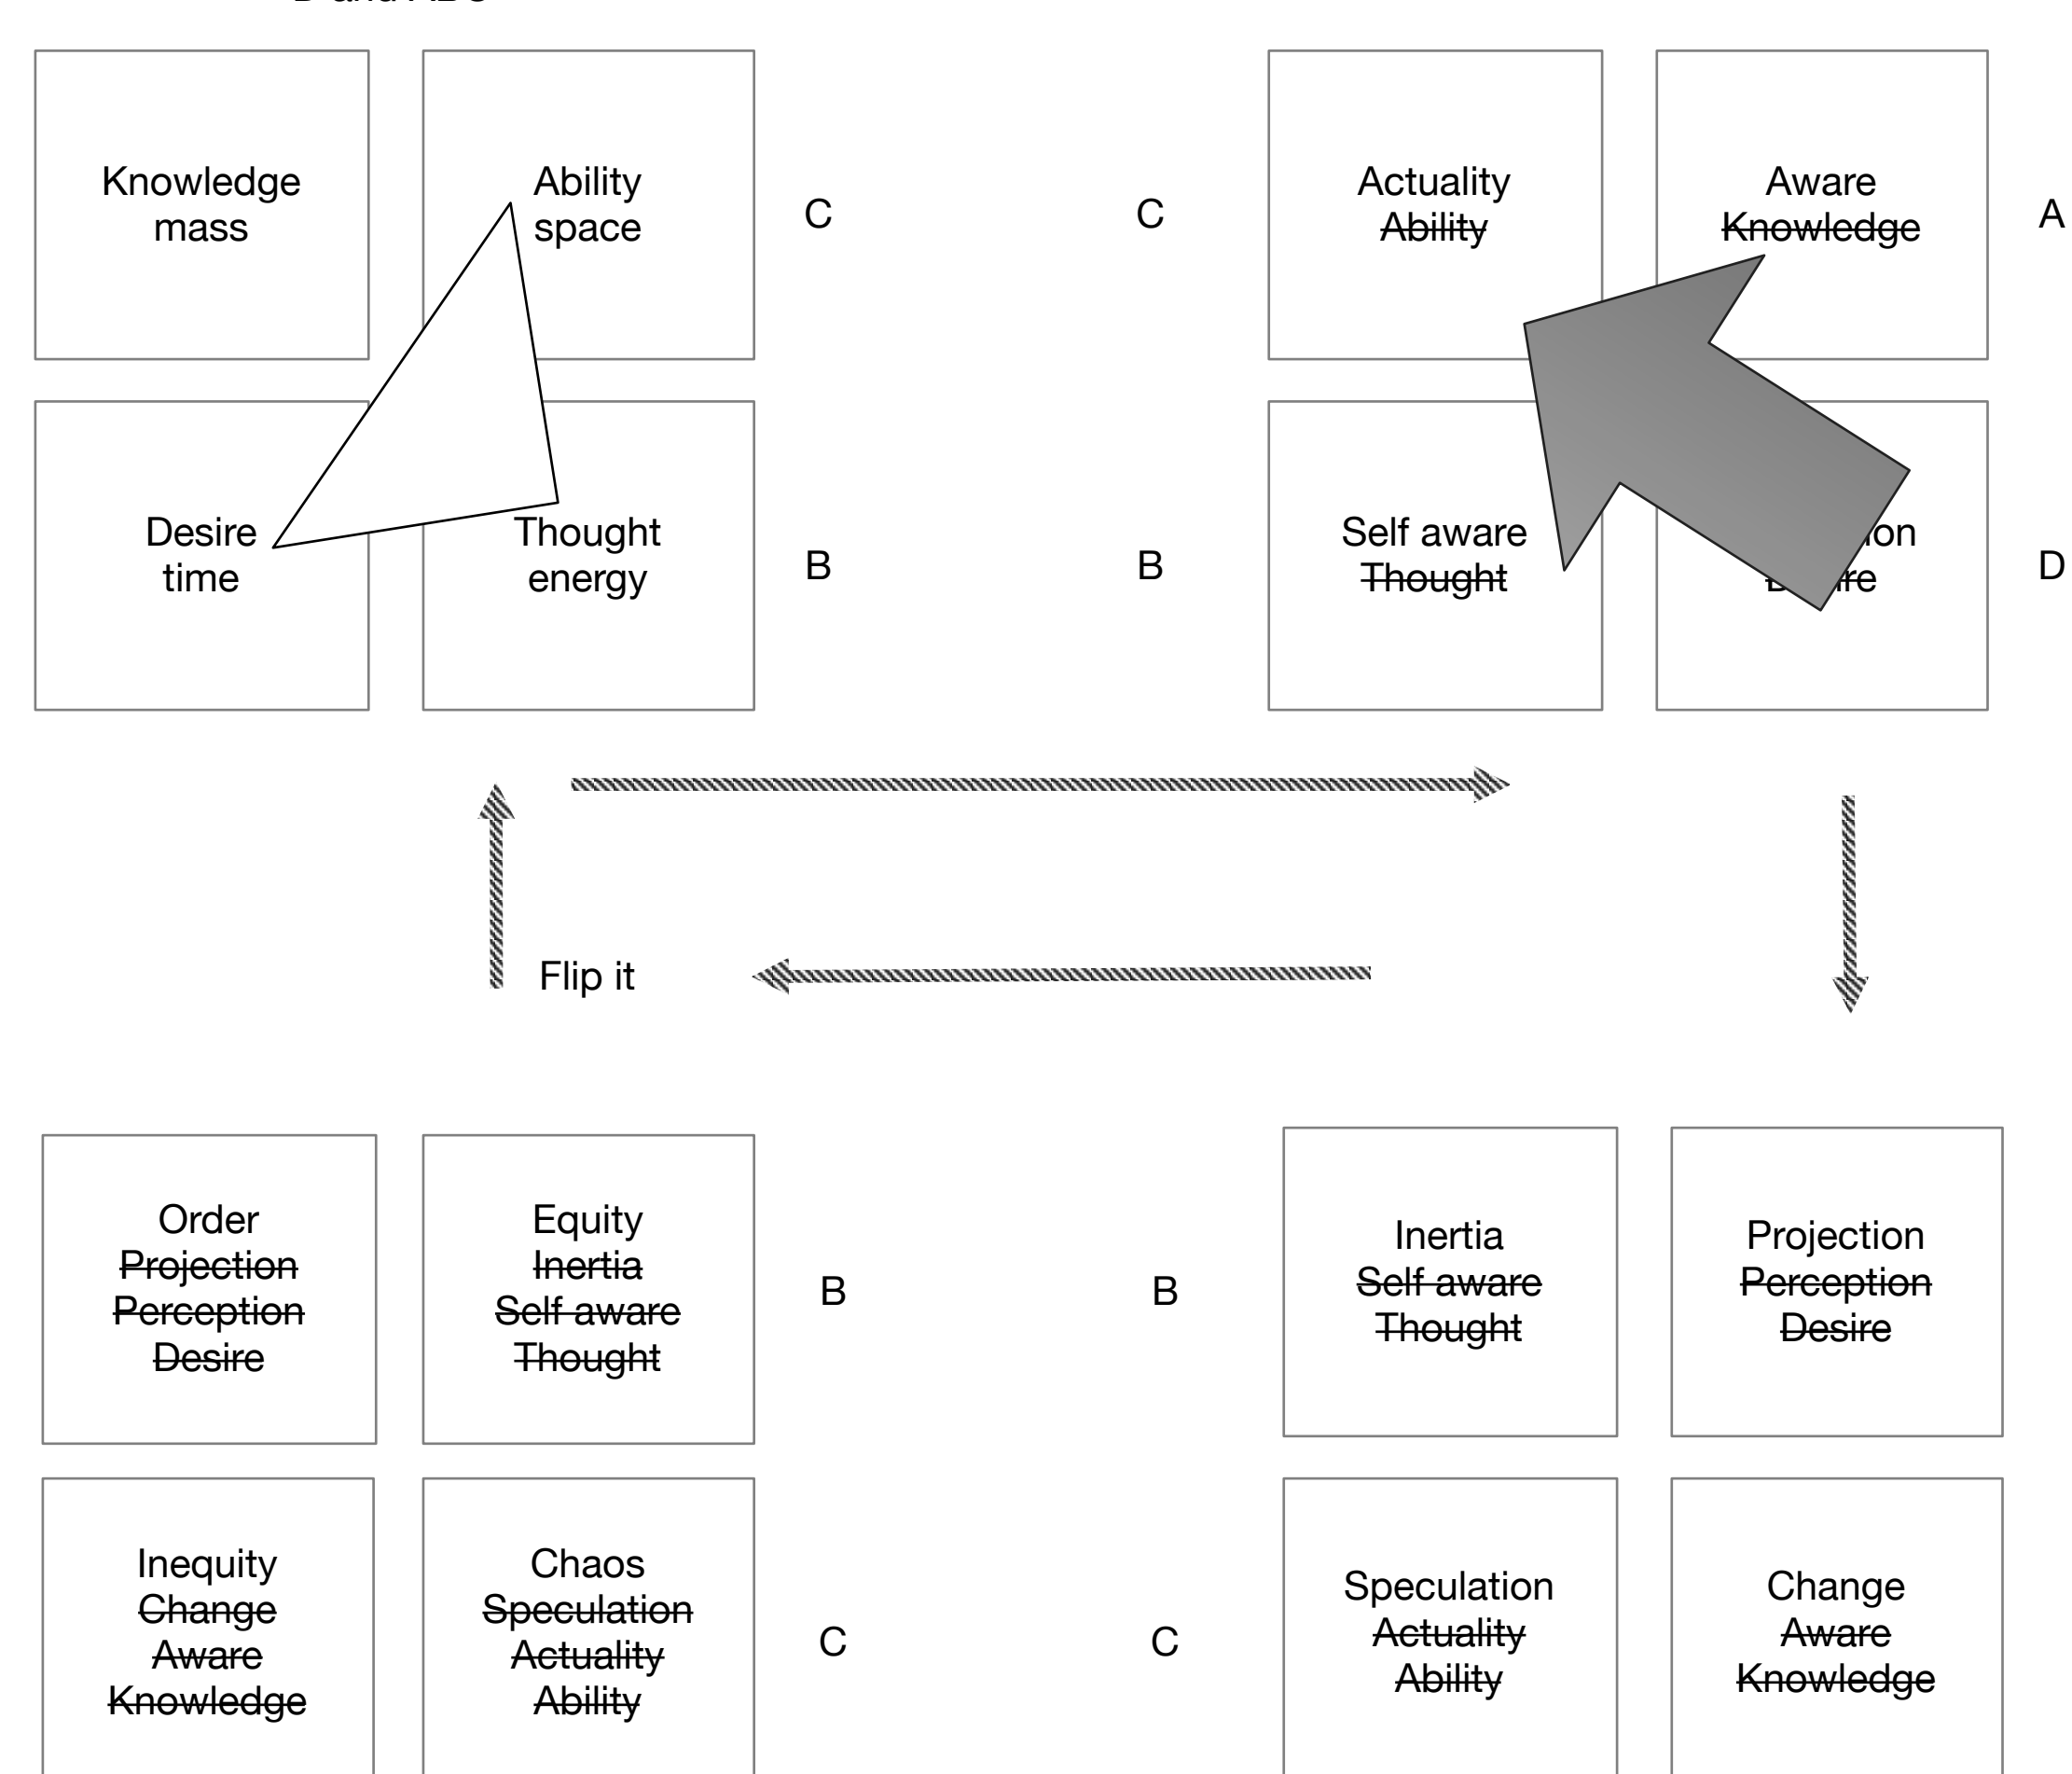 Knowledge
mass
Ability
space
C
C
Actuality
Ability
Aware
Knowledge
A
Desire
time
Thought
energy
B
B
Self aware
Thought
D
Flip it
Order
Projection
Perception
Desire
Equity
Inertia
Self aware
Thought
B
B
Inertia
Self aware
Thought
Projection
Perception
Desire
Inequity
Change
Aware
Knowledge
Chaos
Speculation
Actuality
Ability
C
C
Speculation
Actuality
Ability
Change
Aware
Knowledge